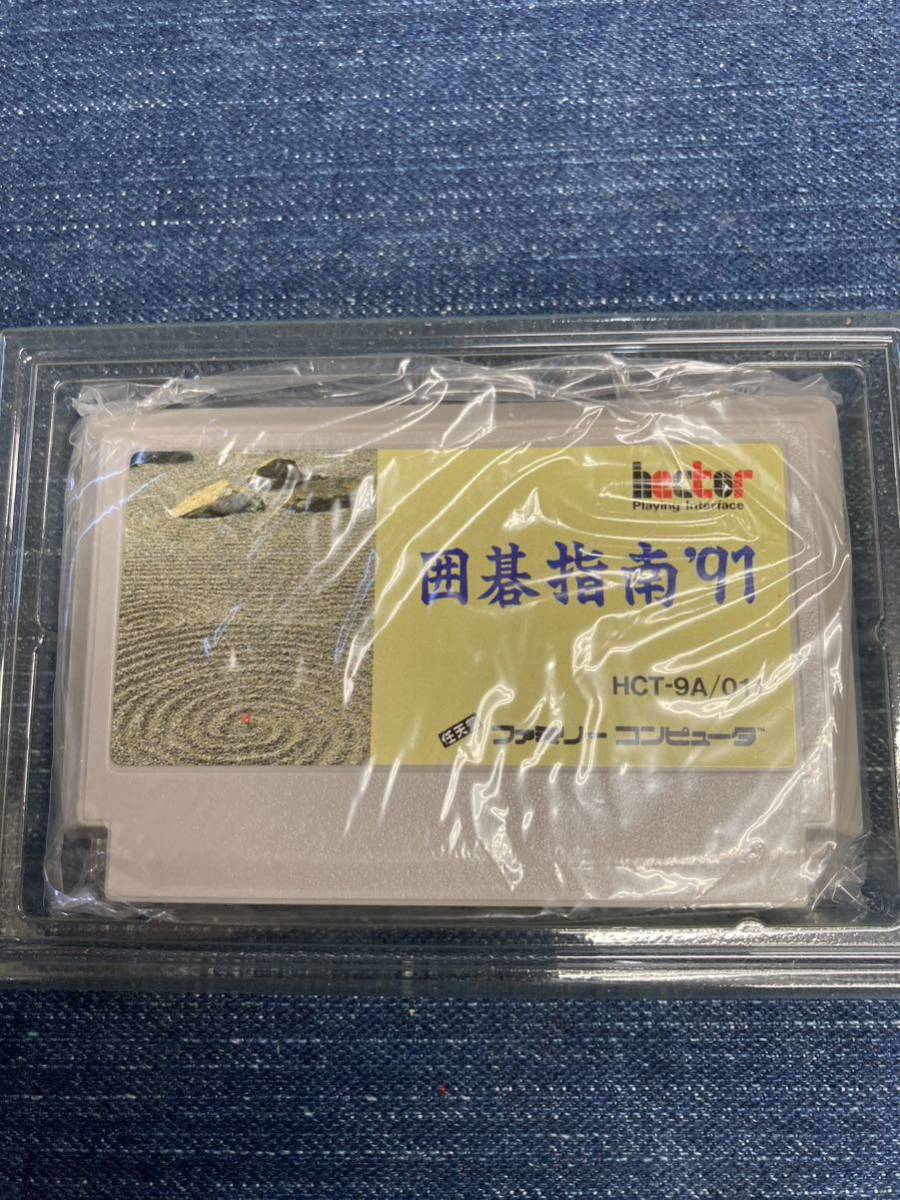 hector
Playing Interface
囲碁指南'91
HCT-9A/011
任天堂 ファミリーコンピュータ